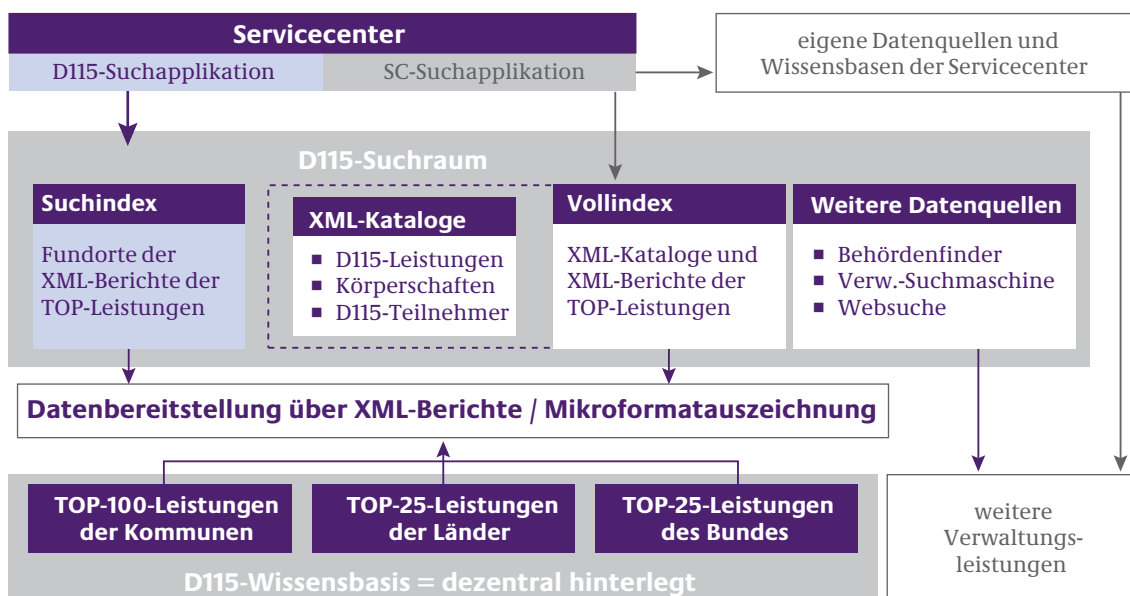 Servicecenter
D115-Suchapplikation
SC-Suchapplikation
eigene Datenquellen und
Wissensbasen der Servicecenter
D115-Suchraum
Suchindex
Fundorte der
XML-Berichte der
TOP-Leistungen
XML-Kataloge
■ D115-Leistungen
■ Körperschaften
■ D115-Teilnehmer
Vollindex
XML-Kataloge und
XML-Berichte der
TOP-Leistungen
Weitere Datenquellen
■ Behördenfinder
■ Verw.-Suchmaschine
■ Websuche
Datenbereitstellung über XML-Berichte / Mikroformatauszeichnung
TOP-100-Leistungen
der Kommunen
TOP-25-Leistungen
der Länder
TOP-25-Leistungen
des Bundes
D115-Wissensbasis = dezentral hinterlegt
weitere
Verwaltungs-
leistungen